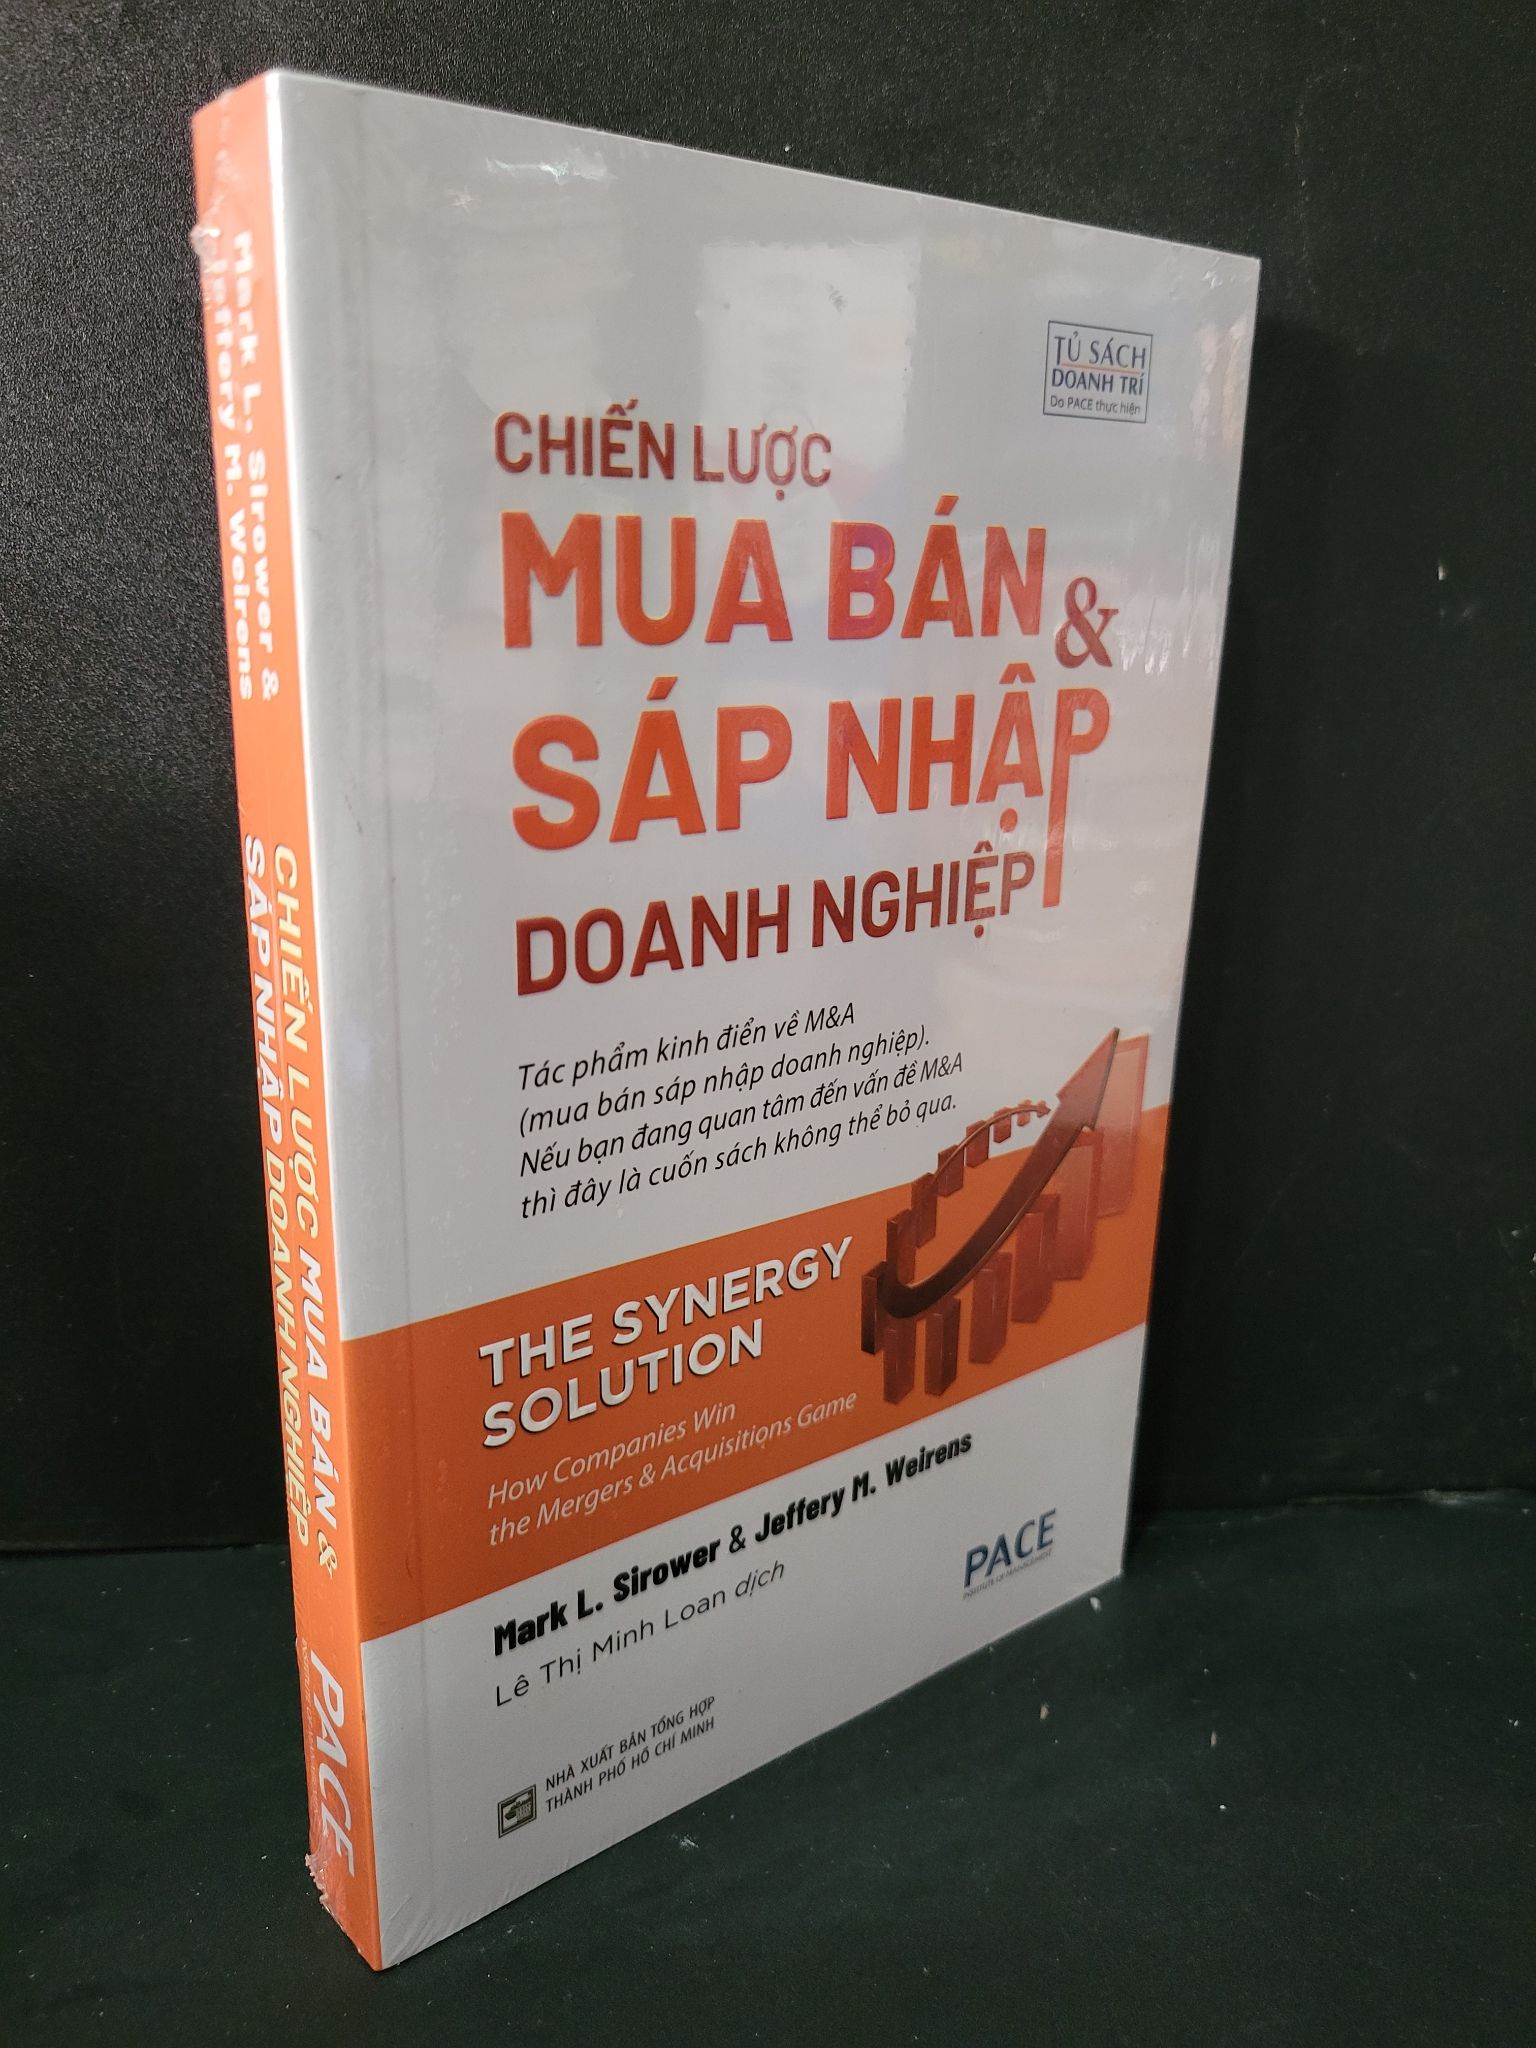 Mark L. Sirower &
Jeffery M. Weirens
CHIẾN LƯỢC MUA BÁN &
SÁP NHẬP DOANH NGHIỆP
PACE
TỦ SÁCH
DOANH TRÍ
Do PACE thực hiện
CHIẾN LƯỢC
MUA BÁN
&
SÁP NHẬP
DOANH NGHIỆP
Tác phẩm kinh điển về M&A
(mua bán sáp nhập doanh nghiệp).
Nếu bạn đang quan tâm đến vấn đề M&A
thì đây là cuốn sách không thể bỏ qua.
THE SYNERGY
SOLUTION
How Companies Win
the Mergers & Acquisitions Game
Mark L. Sirower & Jeffery M. Weirens
Lê Thị Minh Loan dịch
PACE
INSTITUTE OF MANAGEMENT
NHÀ XUẤT BẢN TỔNG HỢP
THÀNH PHỐ HỒ CHÍ MINH